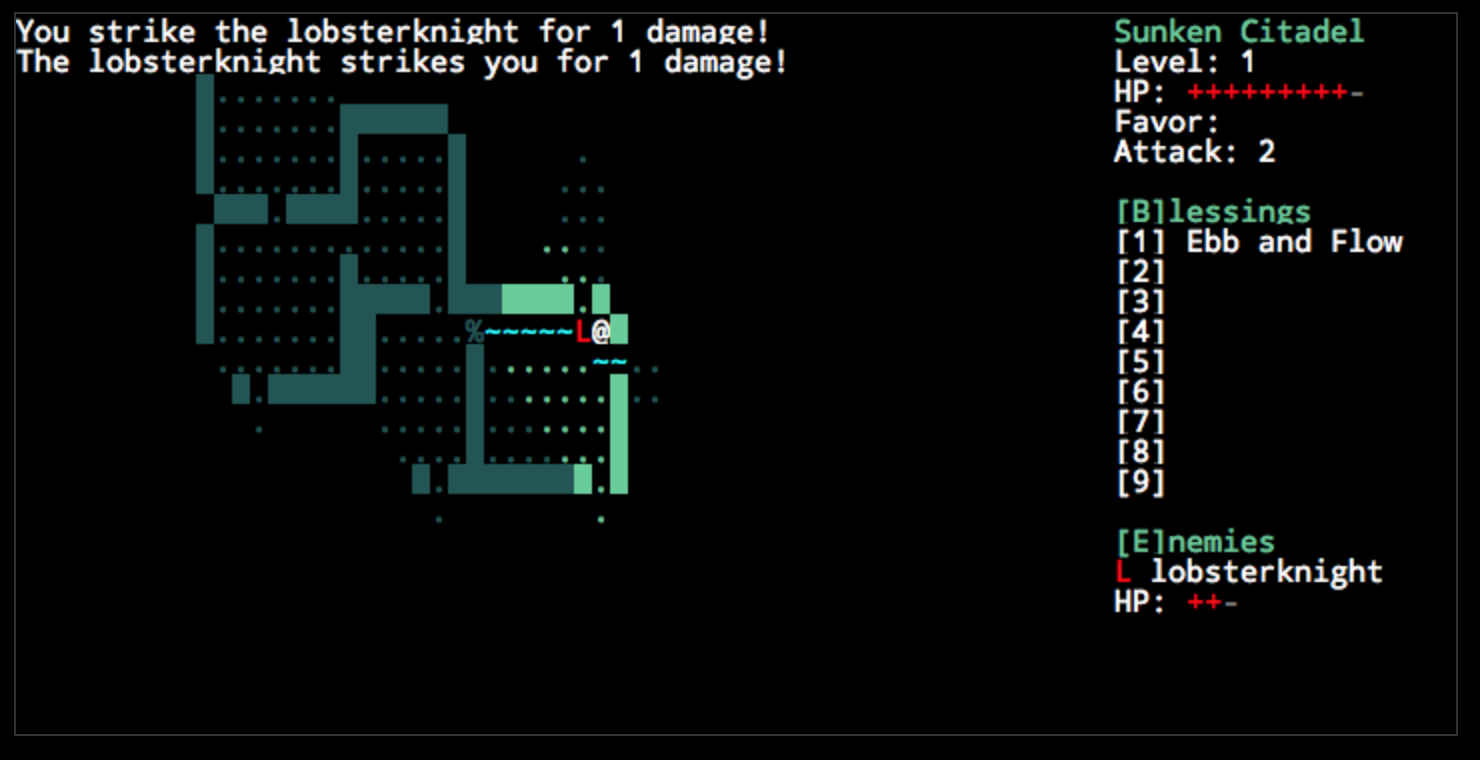 You strike the lobsterknight for 1 damage!
The lobsterknight strikes you for 1 damage!
Sunken Citadel
Level: 1
HP: +++++++++-
Favor:
Attack: 2
[B]lessings
[1] Ebb and Flow
[2]
[3]
[4]
[5]
[6]
[7]
[8]
[9]
%~~~~~L@
~~
[E]nemies
L lobsterknight
HP: ++-